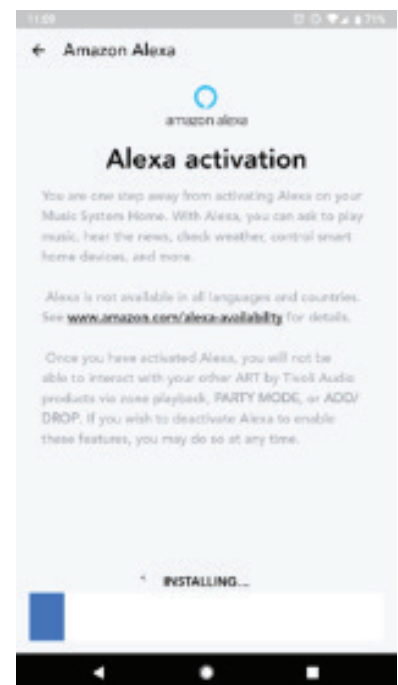 11:09
71%
Amazon Alexa
amazon alexa
Alexa activation
You are one step away from activating Alexa on your
Music System Home. With Alexa, you can ask to play
music, hear the news, check weather, control smart
home devices, and more.
Alexa is not available in all languages and countries.
See www.amazon.com/alexa-availability for details.
Once you have activated Alexa, you will not be
able to interact with your other ART by Tivoli Audio
products via zone playback, PARTY MODE, or ADD/
DROP. If you wish to deactivate Alexa to enable
these features, you may do so at any time.
INSTALLING...